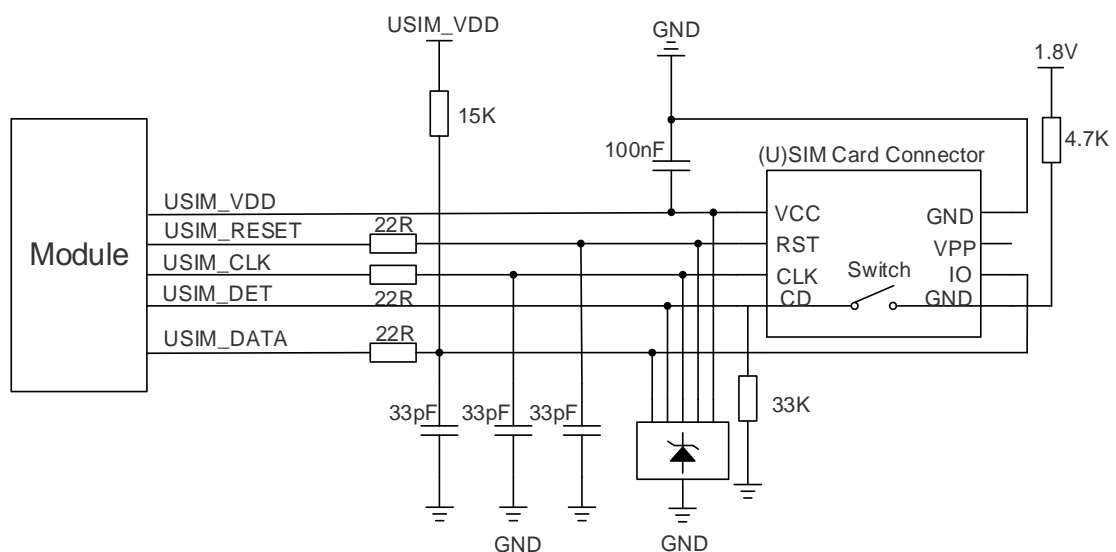 USIM_VDD
GND
1.8V
15K
4.7K
100nF
(U)SIM Card Connector
USIM_VDD
VCC
GND
USIM_RESET
22R
RST
VPP
Module
USIM_CLK
CLK
Switch
IO
USIM_DET
22R
CD
GND
USIM_DATA
22R
33pF
33pF
33pF
33K
GND
GND